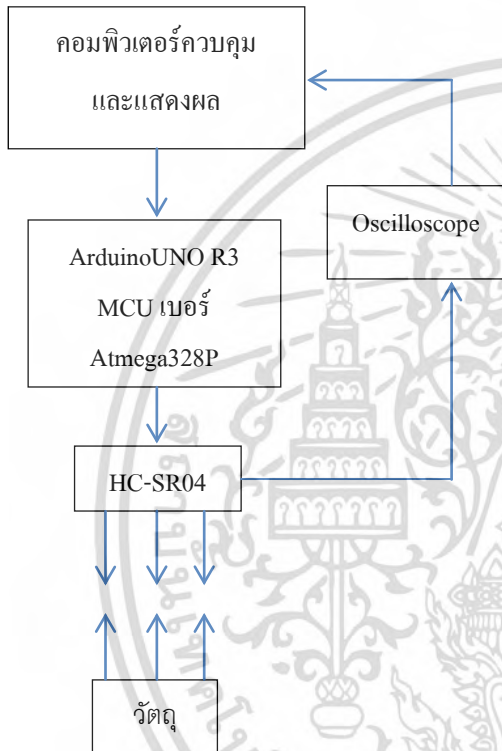 คอมพิวเตอร์ควบคุม
และแสดงผล
Oscilloscope
ArduinoUNO R3
MCU เบอร์
Atmega328P
HC-SR04
วัตถุ